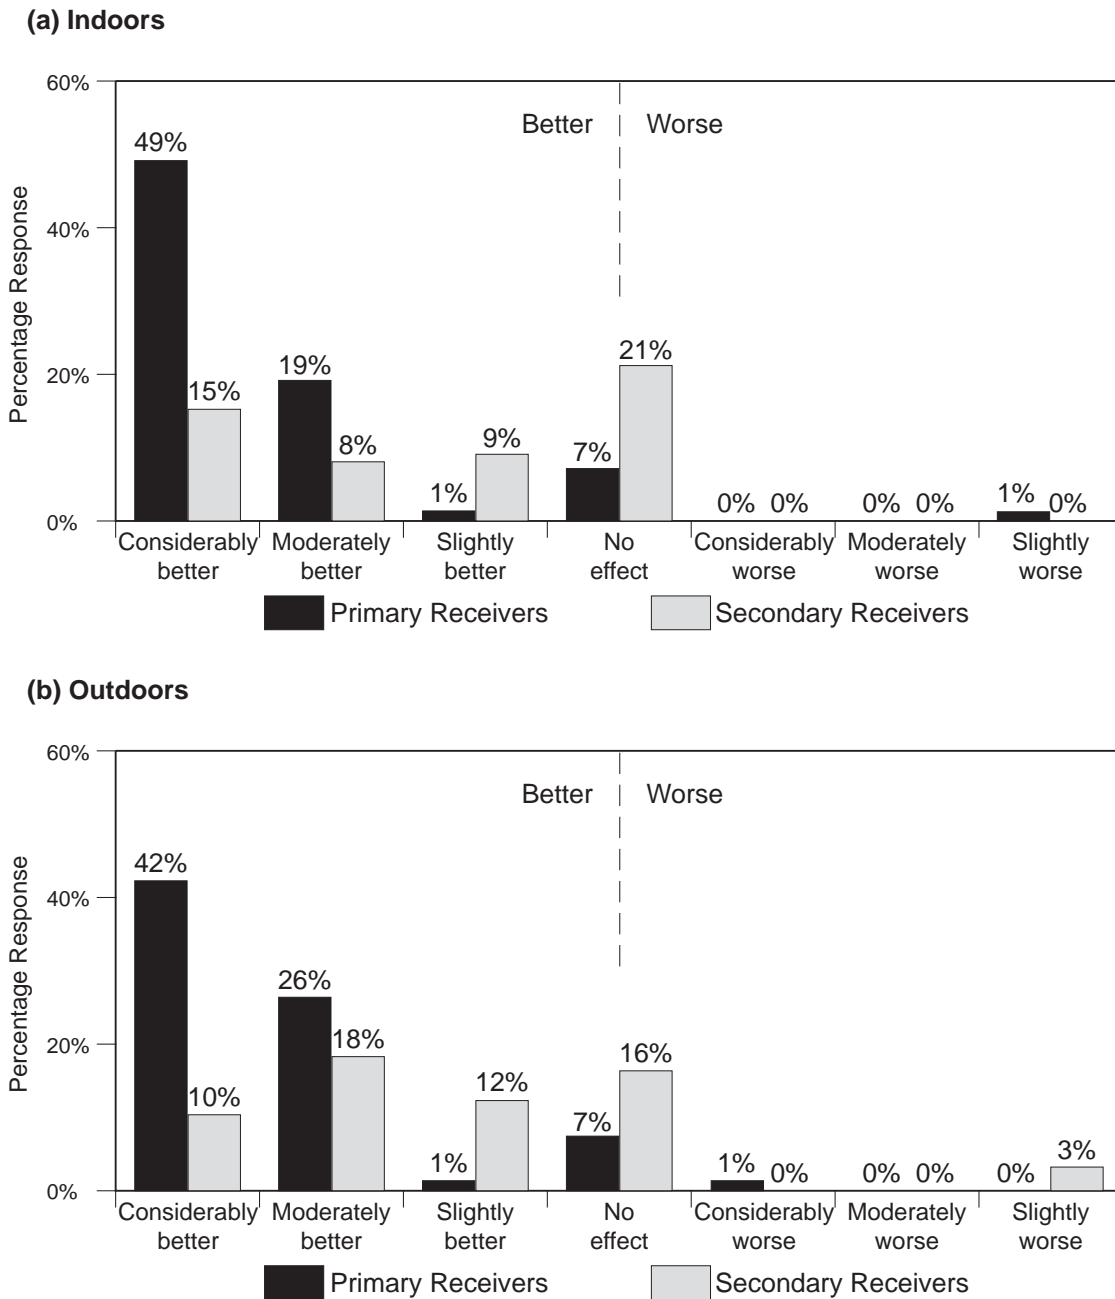 (a) Indoors
60%
Better Worse
49%
40%
Percentage Response
21%
19%
20%
15%
9%
8%
7%
1%
0% 0% 0% 0% 1% 0%
0%
Considerably Moderately Slightly No Considerably Moderately Slightly
better better better effect worse worse worse
Primary Receivers Secondary Receivers
(b) Outdoors
60%
Better Worse
42%
40%
Percentage Response
26%
18%
20%
16%
12%
10%
7%
1% 1% 0% 0% 0% 0% 3%
0%
Considerably Moderately Slightly No Considerably Moderately Slightly
better better better effect worse worse worse
Primary Receivers Secondary Receivers